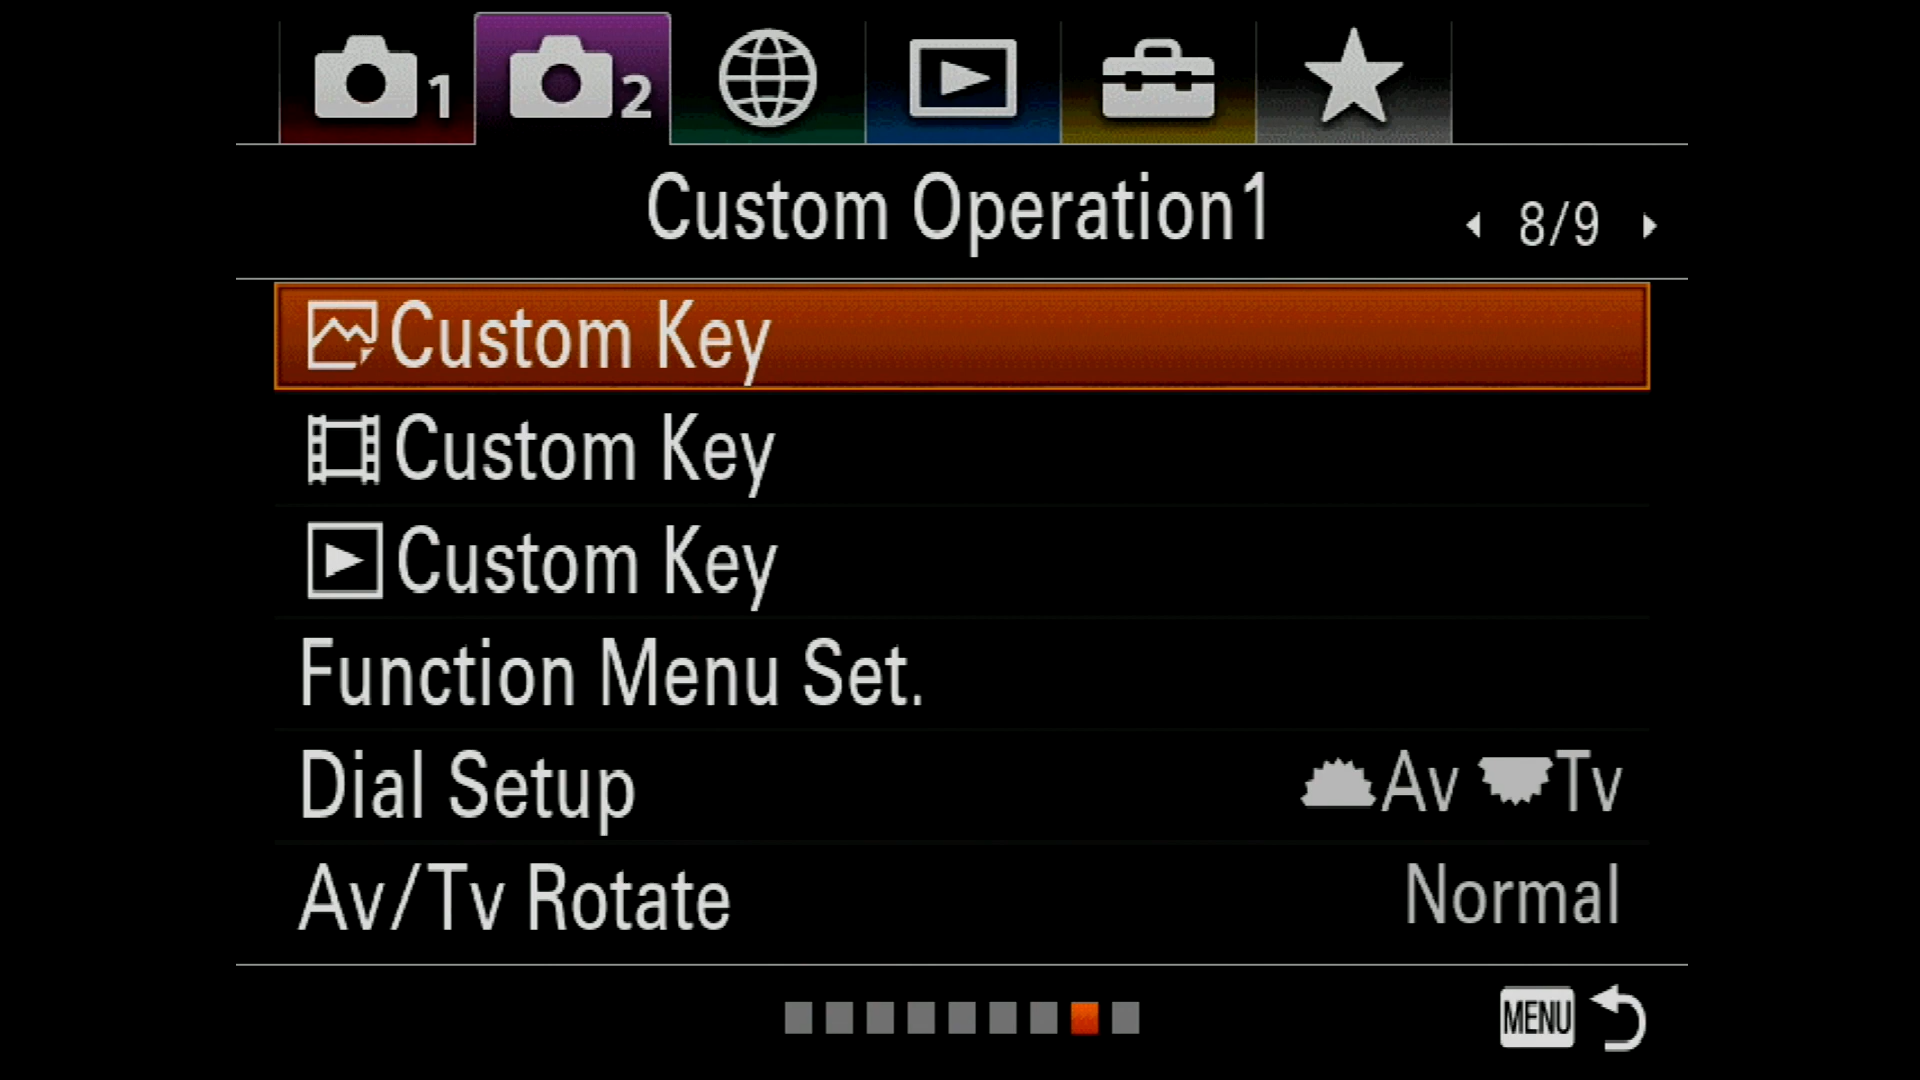 1 2
Custom Operation1 8/9
Custom Key
Custom Key
Custom Key
Function Menu Set.
Dial Setup Av Tv
Av/Tv Rotate Normal
MENU